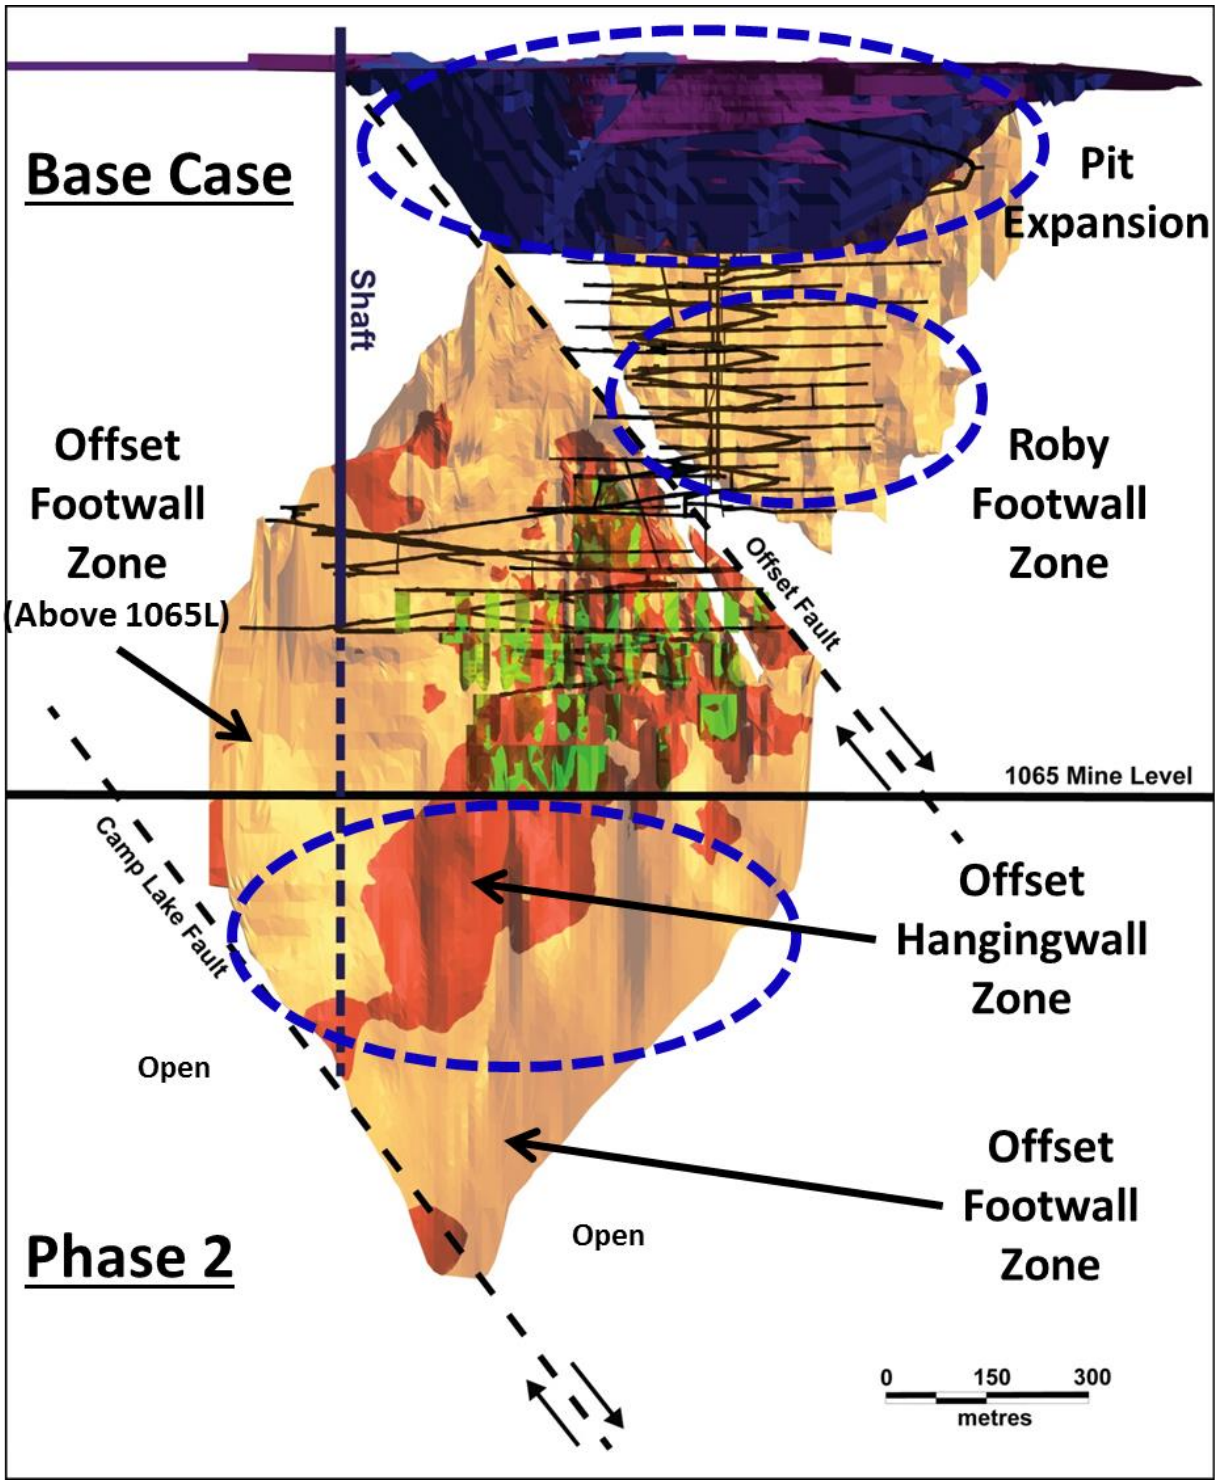 Base Case
Pit
Expansion
Shaft
Offset
Footwall
Zone
(Above 1065L)
Roby
Footwall
Zone
Offset Fault
1065 Mine Level
Camp Lake Fault
Offset
Hangingwall
Zone
Open
Offset
Footwall
Zone
Open
Phase 2
0 150 300
metres